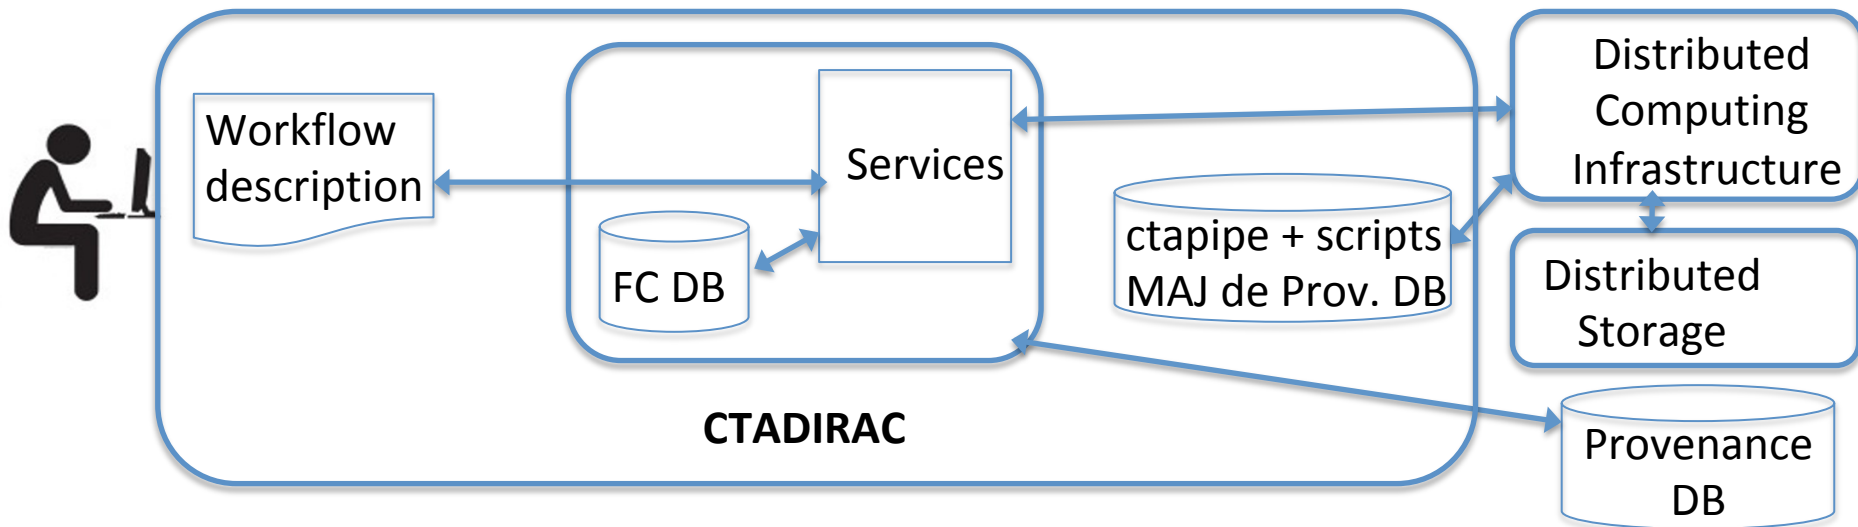 Workflow
description
Services
FC DB
CTADIRAC
ctapipe + scripts
MAJ de Prov. DB
Distributed
Computing
Infrastructure
Distributed
Storage
Provenance
DB